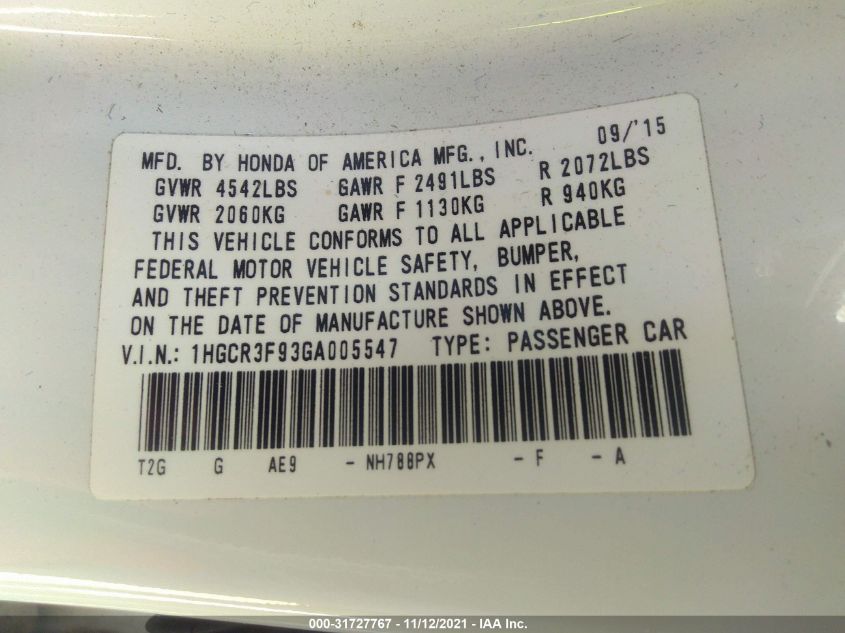 09/'15
MFD. BY HONDA OF AMERICA MFG., INC.
GVWR 4542LBS GAWR F 2491LBS R 2072LBS
GVWR 2060KG GAWR F 1130KG R 940KG
THIS VEHICLE CONFORMS TO ALL APPLICABLE
FEDERAL MOTOR VEHICLE SAFETY, BUMPER,
AND THEFT PREVENTION STANDARDS IN EFFECT
ON THE DATE OF MANUFACTURE SHOWN ABOVE.
V.I.N.: 1HGCR3F93GA005547 TYPE: PASSENGER CAR
T2G G AE9 - NH788PX - F - A
000-31727767 - 11/12/2021 - IAA Inc.